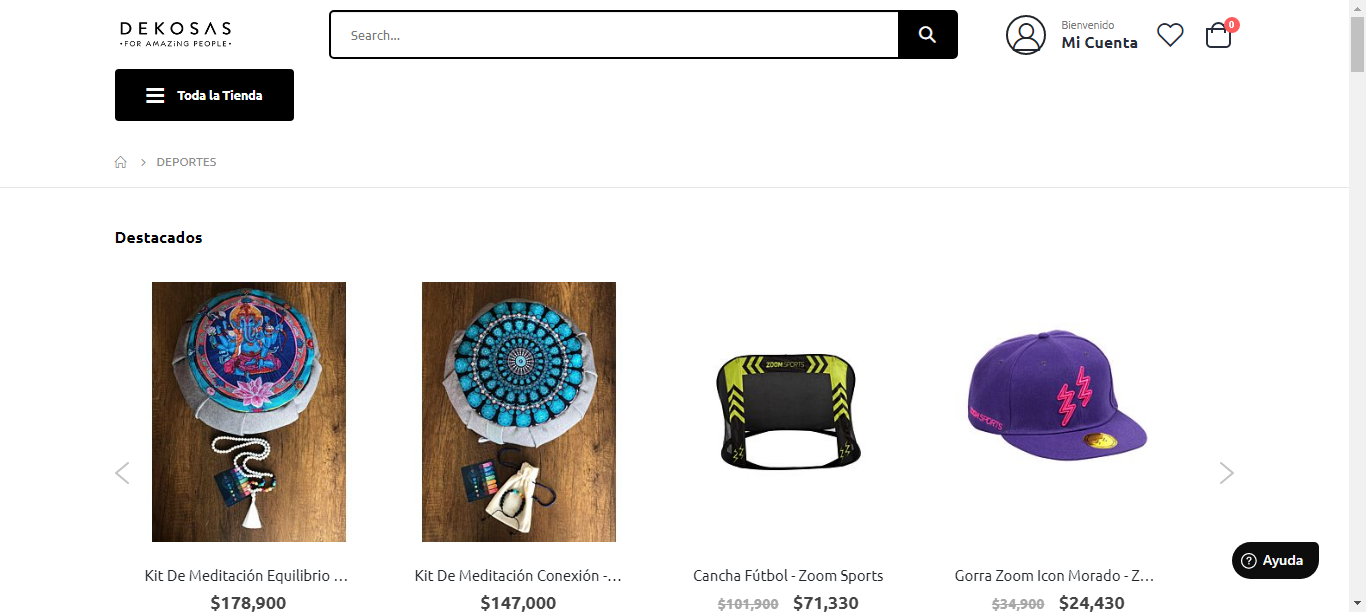 DEKOSAS
•FOR AMAZING PEOPLE•
Search...
Bienvenido
Mi Cuenta
0
Toda la Tienda
DEPORTES
Destacados
ZOOM SPORTS
ZOOM SPORTS
Kit De Meditación Equilibrio ...
$178,900
Kit De Meditación Conexión -...
$147,000
Cancha Fútbol - Zoom Sports
$101,900 $71,330
Gorra Zoom Icon Morado - Z...
$34,900 $24,430
Ayuda